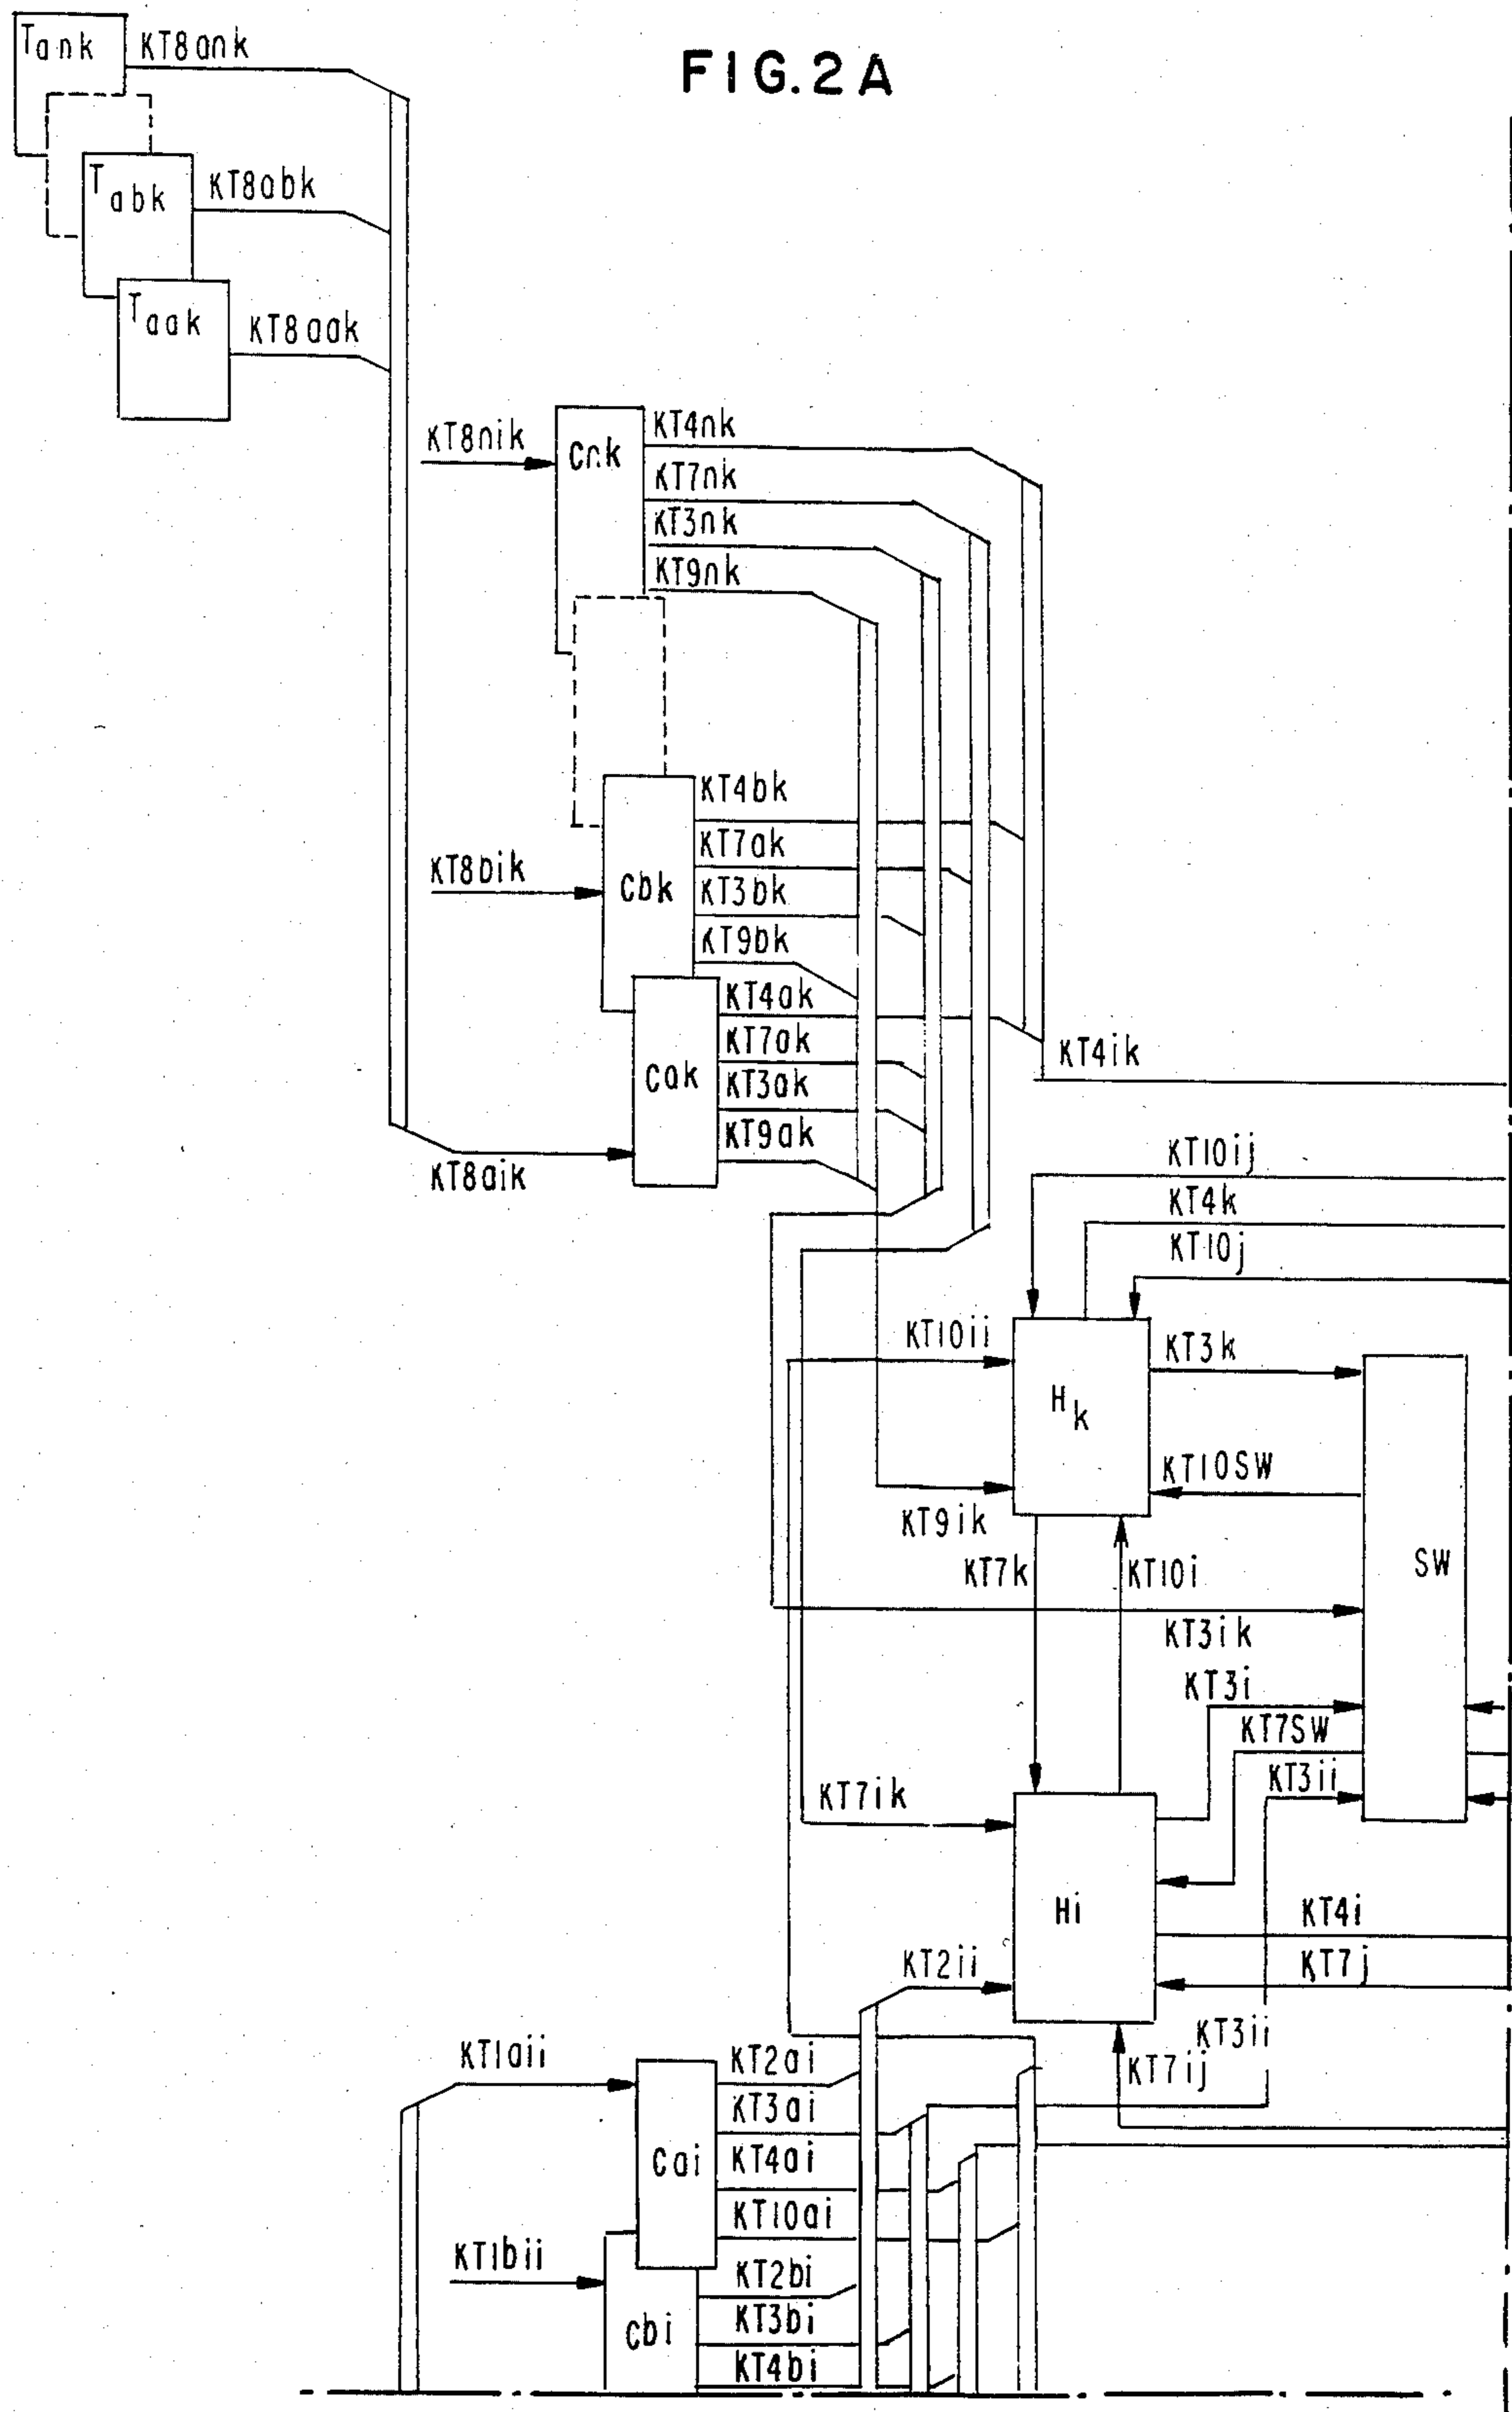 FIG.2A
Tank
KT8ank
Tabk
KT8abk
Taak
KT8aak
KT8nik
Cnk
KT4nk
KT7nk
KT3nk
KT9nk
KT4bk
KT7ak
KT3bk
KT9bk
KT8bik
Cbk
KT4ak
KT7ak
KT3ak
KT9ak
Cak
KT8aik
KT4ik
KT10ij
KT4k
KT10j
KT10ii
KT3k
Hk
KT10SW
KT9ik
KT7k
KT10i
SW
KT3ik
KT3i
KT7SW
KT3ii
KT7ik
Hi
KT4i
KT2ii
KT7j
KT3ii
KT7ij
KT1aii
KT2ai
KT3ai
Cai
KT4ai
KT10ai
KT1bii
KT2bi
KT3bi
Cbi
KT4bi